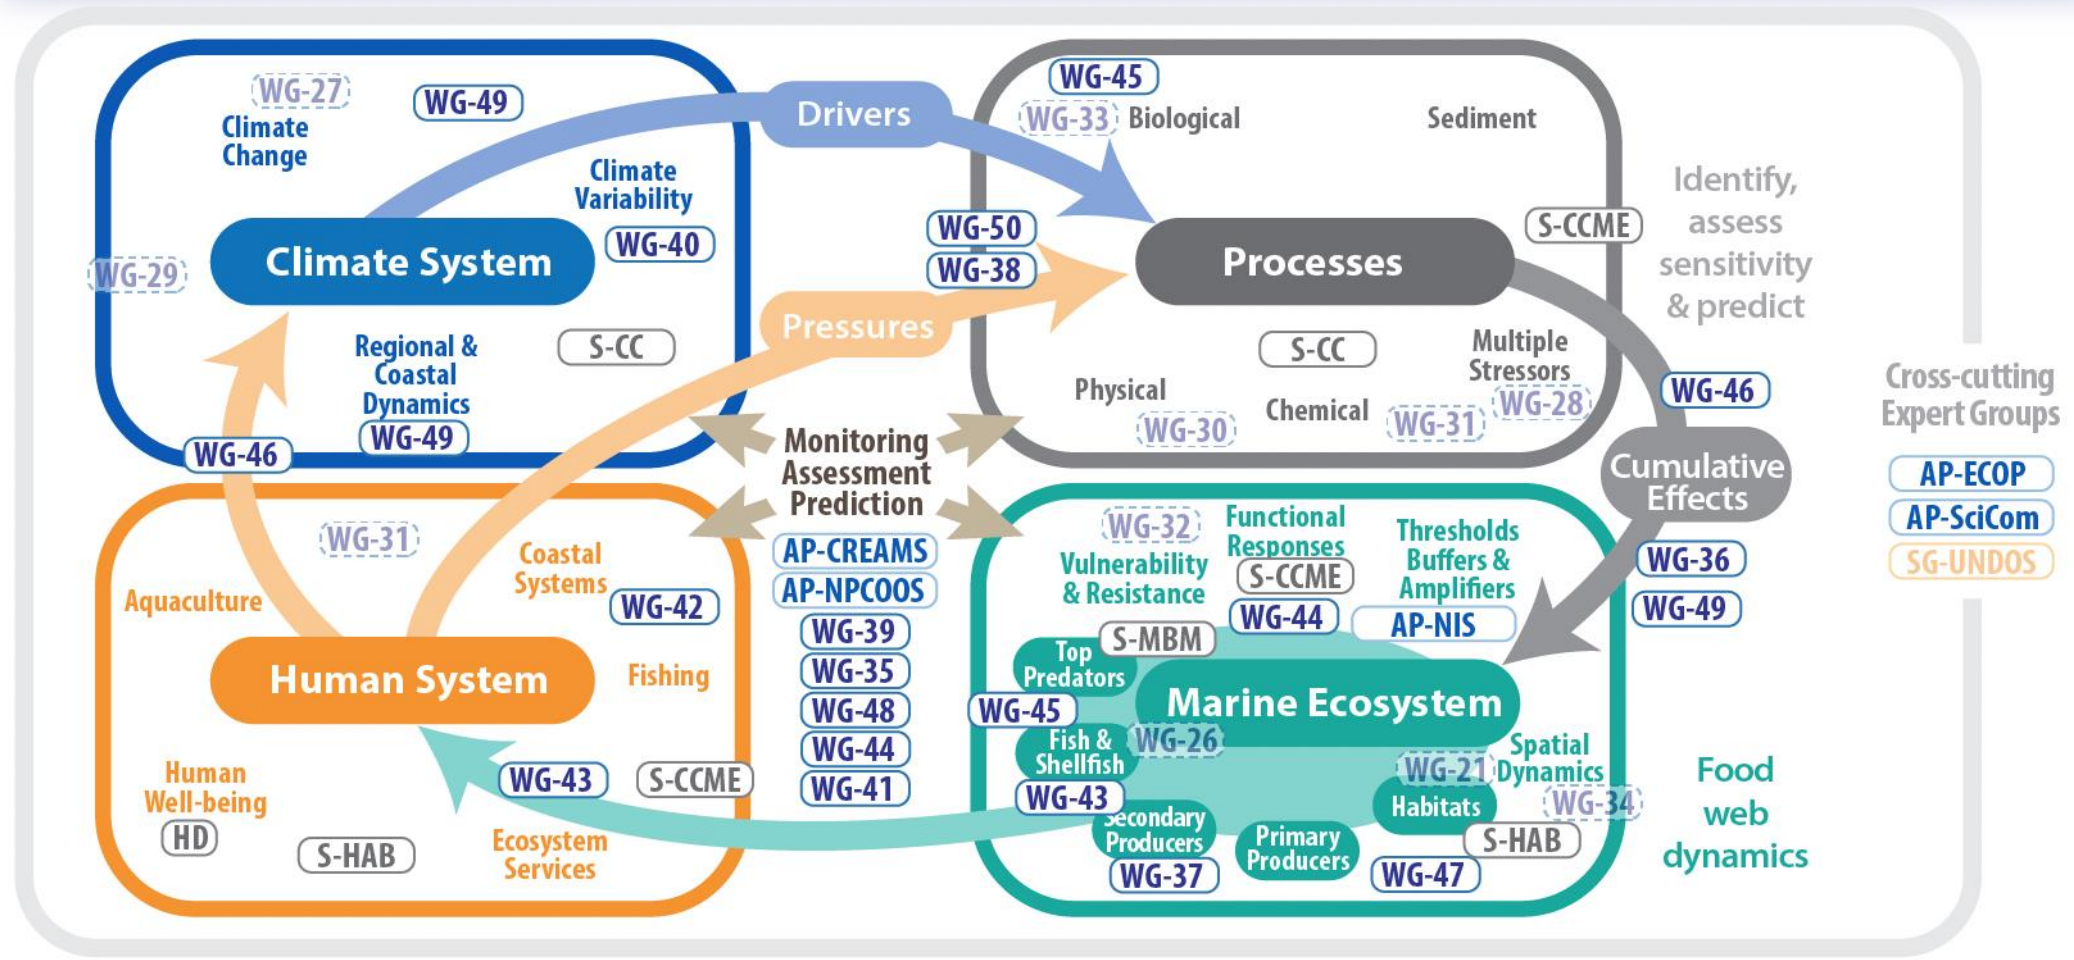 WG-27
WG-49
Climate
Change
Climate
Variability
WG-40
Climate System
WG-29
Regional &
Coastal
Dynamics
WG-49
S-CC
WG-46
Drivers
Pressures
WG-50
WG-38
WG-45
WG-33 Biological
Sediment
S-CCME
Processes
S-CC
Multiple
Stressors
WG-28
Physical
WG-30
Chemical
WG-31
Identify,
assess
sensitivity
& predict
WG-46
Cumulative
Effects
WG-36
WG-49
Cross-cutting
Expert Groups
AP-ECOP
AP-SciCom
SG-UNDOS
Monitoring
Assessment
Prediction
AP-CREAMS
AP-NPCOOS
WG-39
WG-35
WG-48
WG-44
WG-41
WG-31
Coastal
Systems
WG-42
Aquaculture
Human System
Fishing
Human
Well-being
HD
S-HAB
WG-43
S-CCME
Ecosystem
Services
WG-32
Vulnerability
& Resistance
Functional
Responses
S-CCME
WG-44
Thresholds
Buffers &
Amplifiers
AP-NIS
S-MBM
Top
Predators
Marine Ecosystem
WG-45
Fish &
Shellfish
WG-26
WG-43
Secondary
Producers
WG-37
Primary
Producers
Spatial
Dynamics
WG-21
WG-34
Habitats
S-HAB
WG-47
Food
web
dynamics